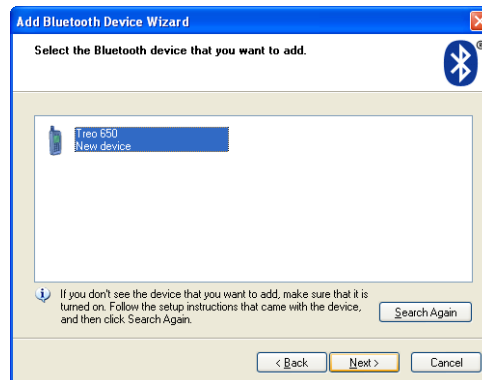 Add Bluetooth Device Wizard
Select the Bluetooth device that you want to add.
Treo 650
New device
If you don't see the device that you want to add, make sure that it is
turned on. Follow the setup instructions that came with the device,
and then click Search Again.
Search Again
< Back
Next >
Cancel